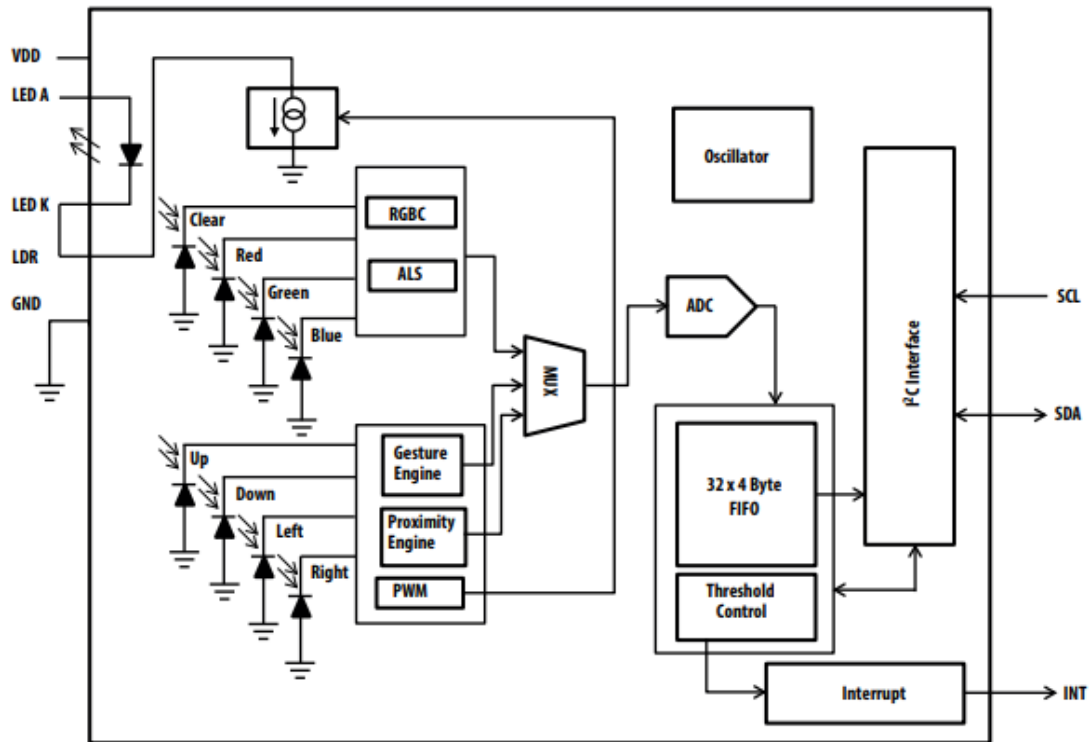 VDD
LED A
LED K
LDR
GND
Clear
Red
Green
Blue
RGBC
ALS
Up
Down
Left
Right
Gesture
Engine
Proximity
Engine
PWM
MUX
Oscillator
ADC
32 x 4 Byte
FIFO
Threshold
Control
I²C Interface
Interrupt
SCL
SDA
INT